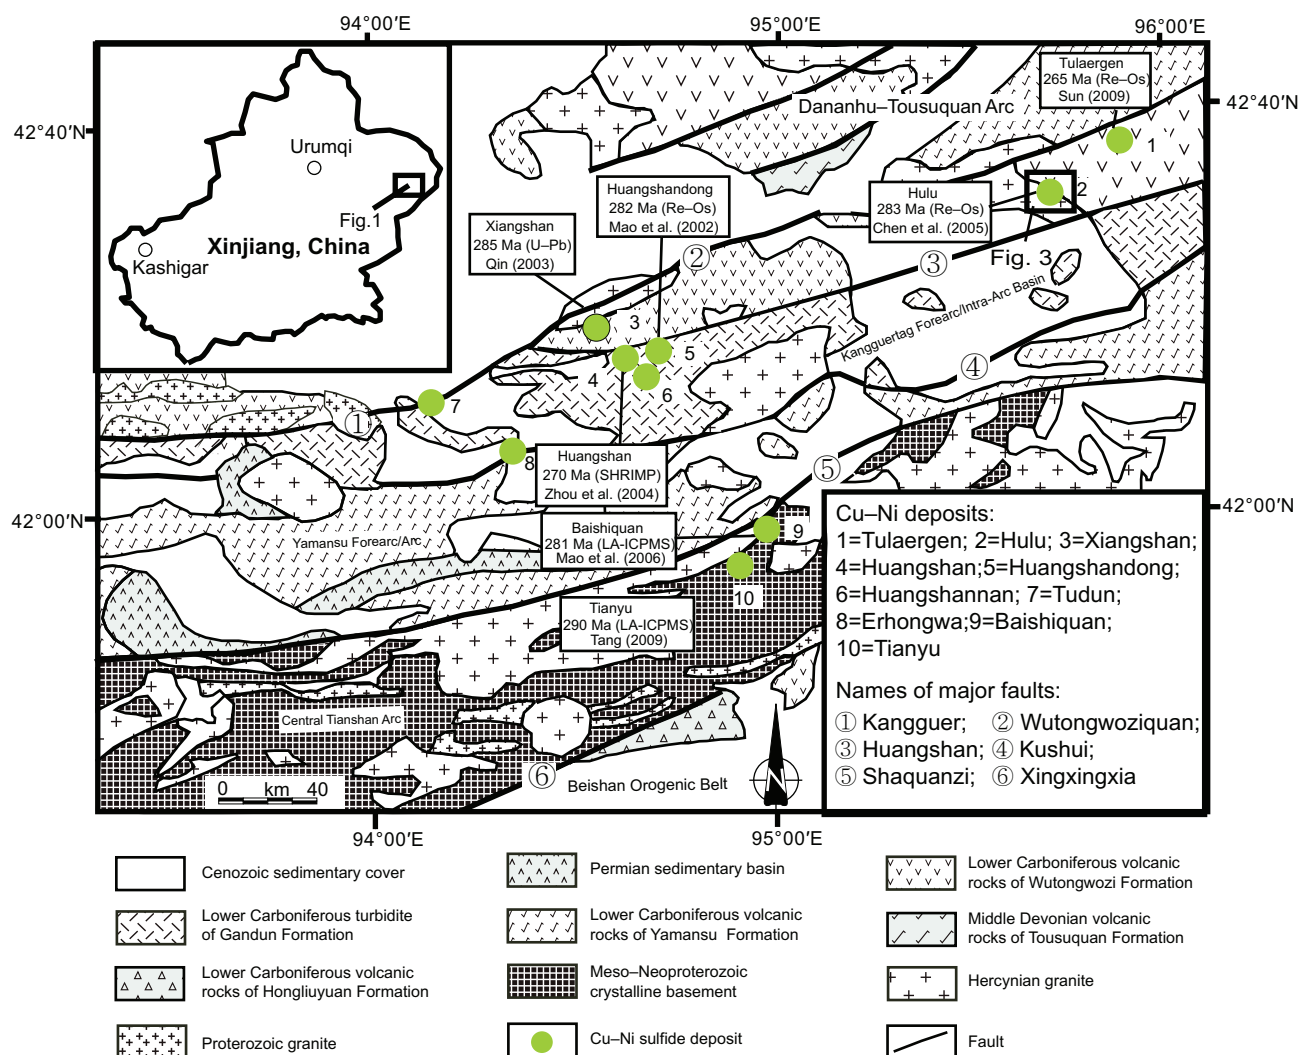 94°00′E
95°00′E
96°00′E
42°40′N
42°40′N
Urumqi
Fig.1
Xinjiang, China
Kashigar
Tulaergen
265 Ma (Re–Os)
Sun (2009)
Dananhu–Tousuquan Arc
1
Huangshandong
282 Ma (Re–Os)
Mao et al. (2002)
Hulu
283 Ma (Re–Os)
Chen et al. (2005)
2
Xiangshan
285 Ma (U–Pb)
Qin (2003)
②
③
Fig. 3
Kangguertag Forearc/Intra-Arc Basin
3
5
4
6
④
7
①
8
Huangshan
270 Ma (SHRIMP)
Zhou et al. (2004)
⑤
42°00′N
42°00′N
Yamansu Forearc/Arc
Baishiquan
281 Ma (LA-ICPMS)
Mao et al. (2006)
9
10
Tianyu
290 Ma (LA-ICPMS)
Tang (2009)
Central Tianshan Arc
⑥
Beishan Orogenic Belt
0 km 40
N
Cu–Ni deposits:
1=Tulaergen; 2=Hulu; 3=Xiangshan;
4=Huangshan;5=Huangshandong;
6=Huangshannan; 7=Tudun;
8=Erhongwa;9=Baishiquan;
10=Tianyu
Names of major faults:
① Kangguer; ② Wutongwoziquan;
③ Huangshan; ④ Kushui;
⑤ Shaquanzi; ⑥ Xingxingxia
94°00′E
95°00′E
Cenozoic sedimentary cover
Permian sedimentary basin
Lower Carboniferous volcanic
rocks of Wutongwozi Formation
Lower Carboniferous turbidite
of Gandun Formation
Lower Carboniferous volcanic
rocks of Yamansu Formation
Middle Devonian volcanic
rocks of Tousuquan Formation
Lower Carboniferous volcanic
rocks of Hongliuyuan Formation
Meso–Neoproterozoic
crystalline basement
Hercynian granite
Proterozoic granite
Cu–Ni sulfide deposit
Fault